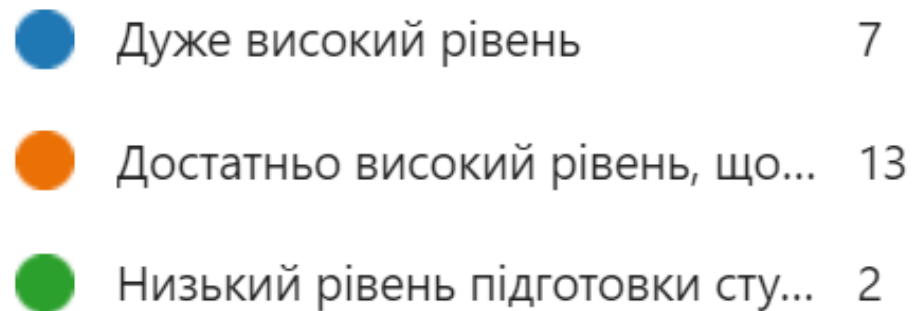 Дуже високий рівень 7
Достатньо високий рівень, що... 13
Низький рівень підготовки сту... 2